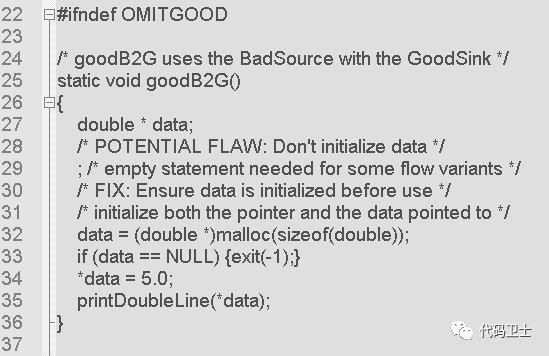 22 #ifndef OMITGOOD
23
24 /* goodB2G uses the BadSource with the GoodSink */
25 static void goodB2G()
26 {
27 double * data;
28 /* POTENTIAL FLAW: Don't initialize data */
29 ; /* empty statement needed for some flow variants */
30 /* FIX: Ensure data is initialized before use */
31 /* initialize both the pointer and the data pointed to */
32 data = (double *)malloc(sizeof(double));
33 if (data == NULL) {exit(-1);}
34 *data = 5.0;
35 printDoubleLine(*data);
36 }
37
代码卫士